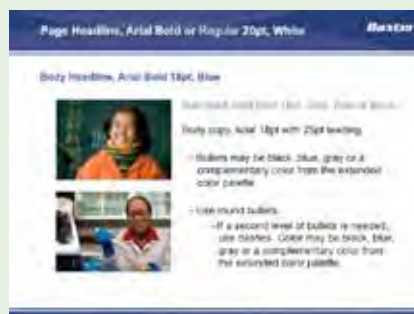 Page Headline, Arial Bold or Regular 20pt, White
Baxter
Body Headline, Arial Bold 18pt, Blue
Body copy, Arial 18pt with 25pt leading
- Bullets may be black, blue, gray or a
complementary color from the extended
color palette
- Use round bullets
-If a second level of bullets is needed,
use dashes. Color may be black, blue,
gray or a complementary color from
the extended color palette.